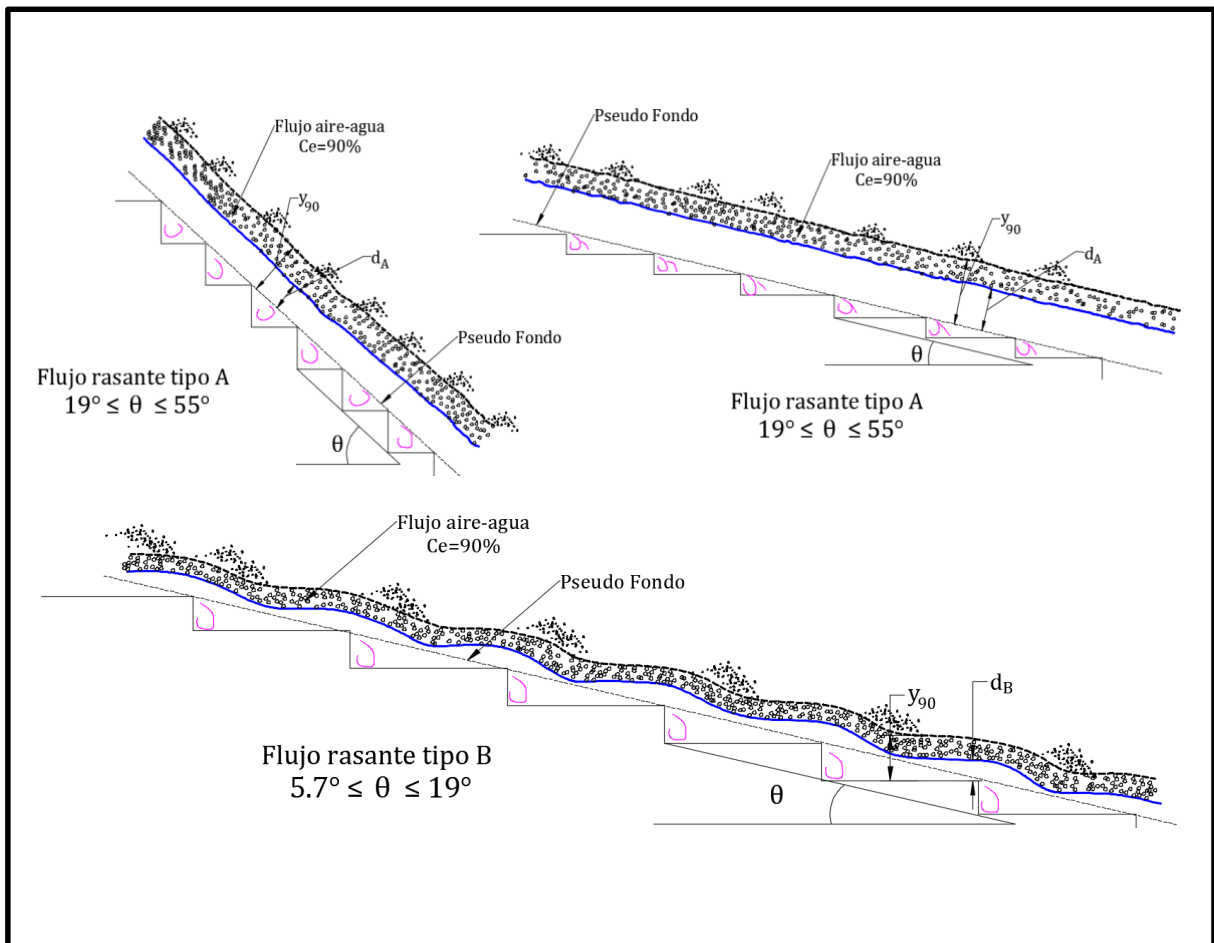 Flujo aire-agua
Ce=90%
y90
dA
Pseudo Fondo
Flujo rasante tipo A
19° ≤ θ ≤ 55°
θ
Pseudo Fondo
Flujo aire-agua
Ce=90%
y90
dA
θ
Flujo rasante tipo A
19° ≤ θ ≤ 55°
Flujo aire-agua
Ce=90%
Pseudo Fondo
y90
dB
Flujo rasante tipo B
5.7° ≤ θ ≤ 19°
θ